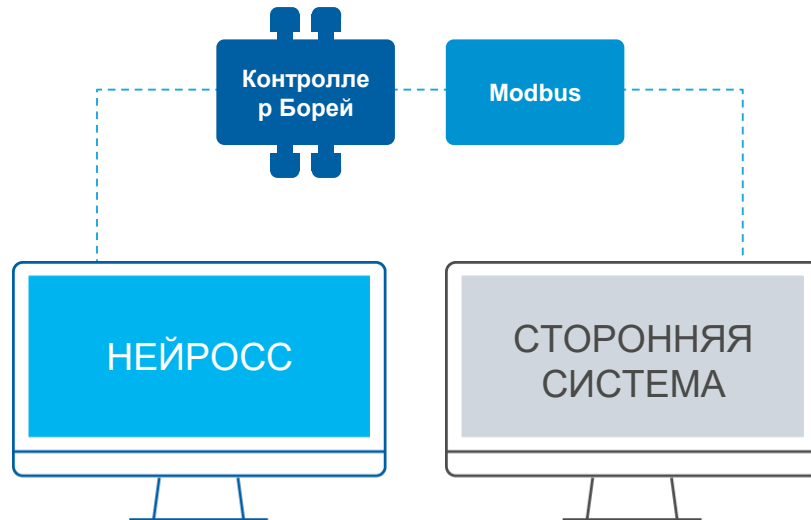 Контролле
р Борей
Modbus
НЕЙРОСС
СТОРОННЯЯ
СИСТЕМА